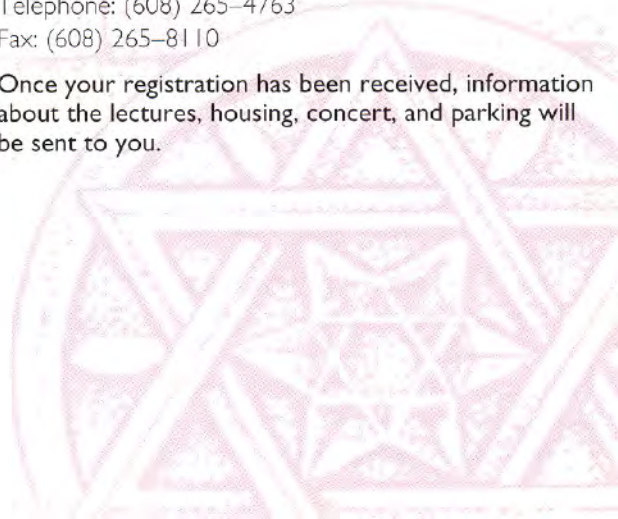 Telephone: (608) 265–4763
Fax: (608) 265–8110
Once your registration has been received, information
about the lectures, housing, concert, and parking will
be sent to you.